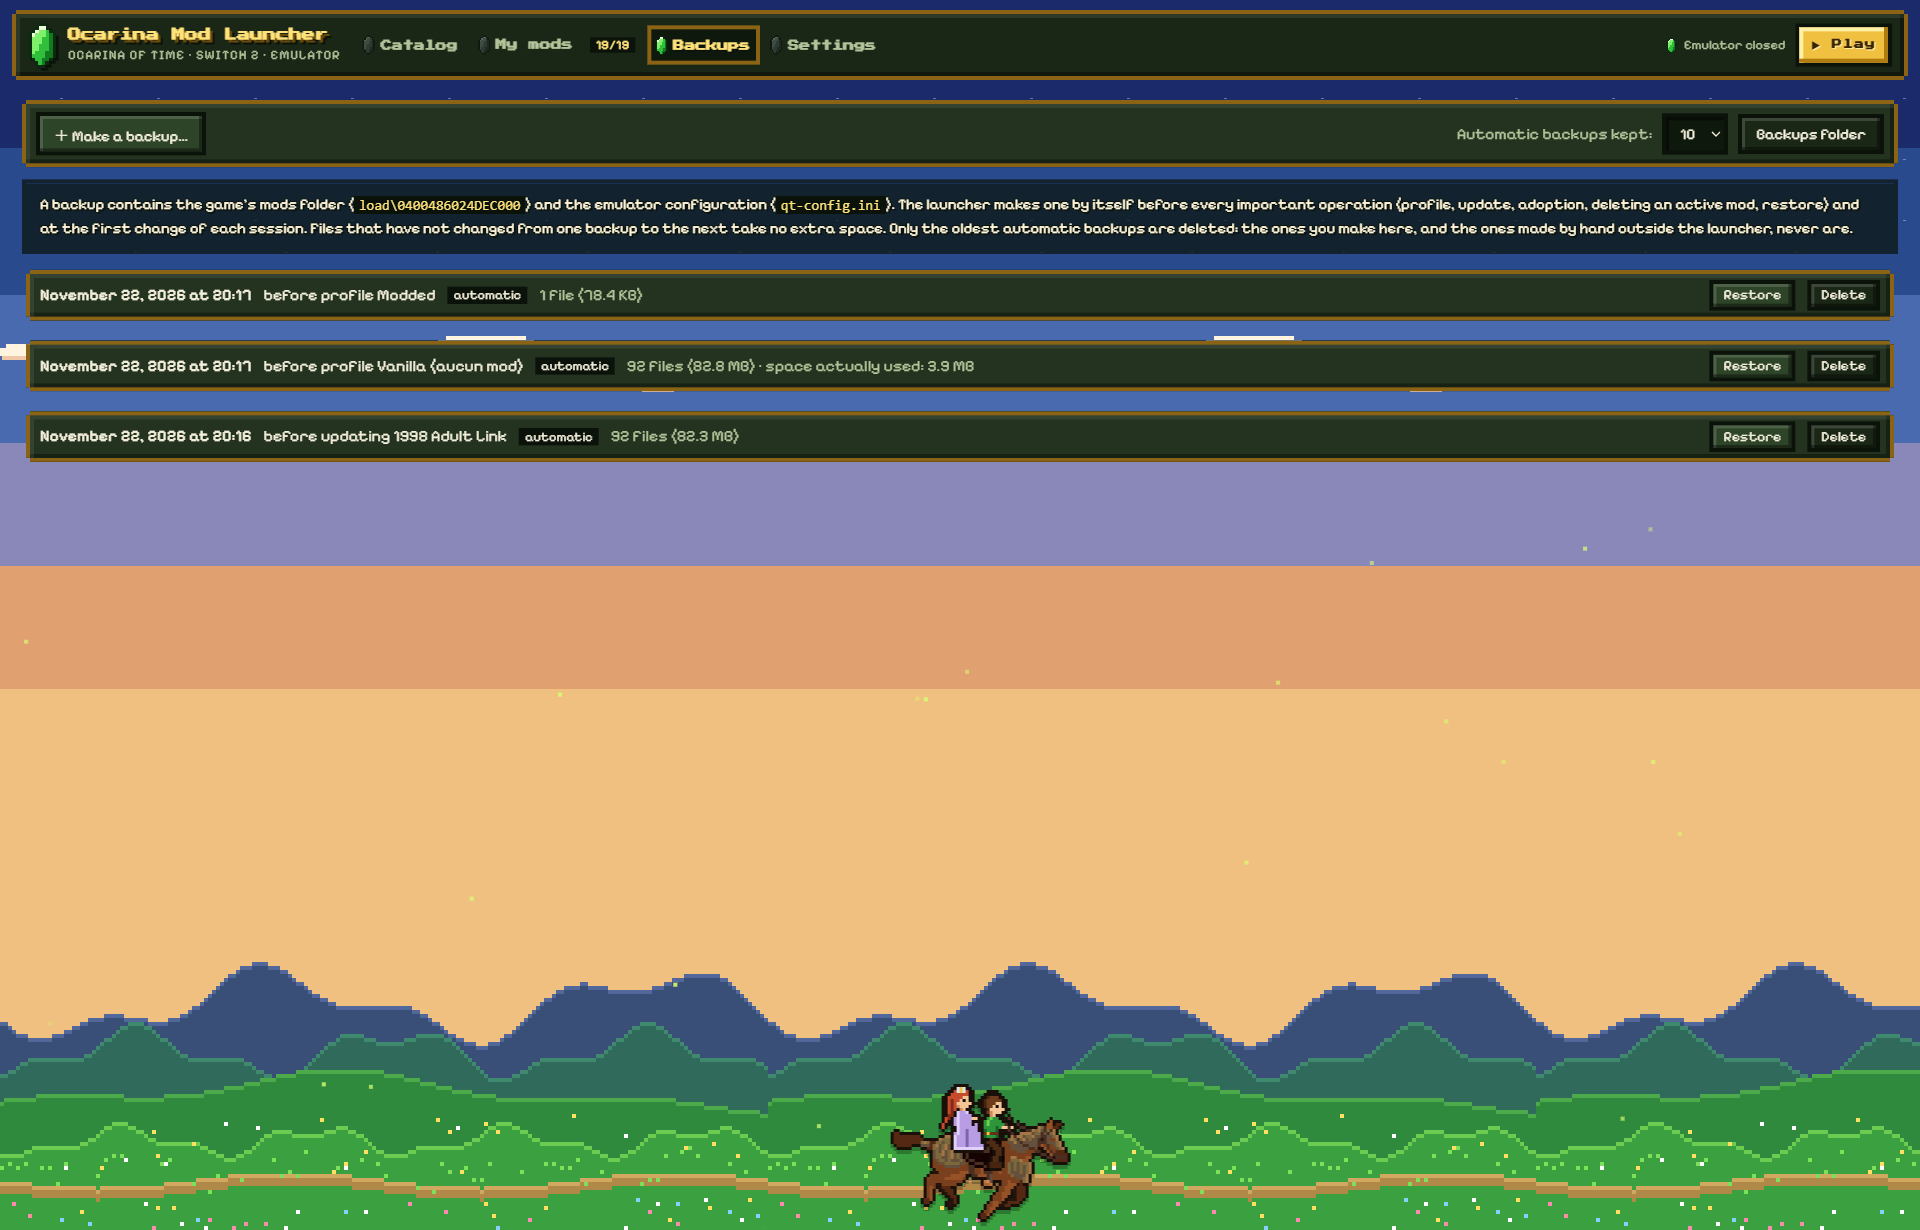 Ocarina Mod Launcher
OCARINA OF TIME · SWITCH 2 · EMULATOR
Catalog
My mods 19/19
Backups
Settings
Emulator closed
▶ Play
+ Make a backup...
Automatic backups kept: 10
Backups folder
A backup contains the game's mods folder ( load\0400486024DEC000 ) and the emulator configuration ( qt-config.ini ). The launcher makes one by itself before every important operation (profile, update, adoption, deleting an active mod, restore) and
at the first change of each session. Files that have not changed from one backup to the next take no extra space. Only the oldest automatic backups are deleted: the ones you make here, and the ones made by hand outside the launcher, never are.
November 22, 2026 at 20:17 before profile Modded automatic 1 file (78.4 KB) Restore Delete
November 22, 2026 at 20:17 before profile Vanilla (aucun mod) automatic 92 files (82.8 MB) · space actually used: 3.9 MB Restore Delete
November 22, 2026 at 20:16 before updating 1998 Adult Link automatic 92 files (82.3 MB) Restore Delete